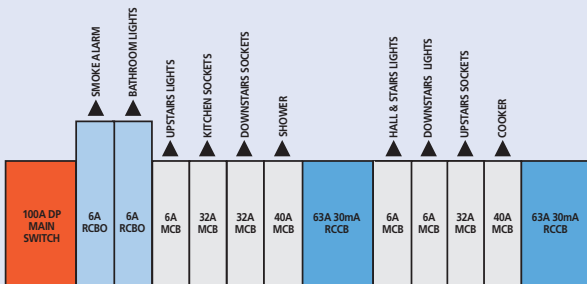 SMOKE ALARM
BATHROOM LIGHTS
UPSTAIRS LIGHTS
KITCHEN SOCKETS
DOWNSTAIRS SOCKETS
SHOWER
HALL & STAIRS LIGHTS
DOWNSTAIRS LIGHTS
UPSTAIRS SOCKETS
COOKER
100A DP
MAIN
SWITCH
6A
RCBO
6A
RCBO
6A
MCB
32A
MCB
32A
MCB
40A
MCB
63A 30mA
RCCB
6A
MCB
6A
MCB
32A
MCB
40A
MCB
63A 30mA
RCCB